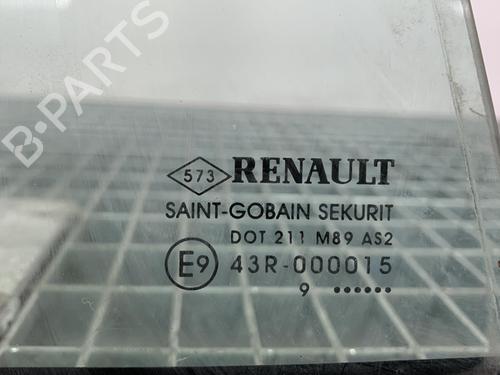 B-PARTS
573 RENAULT
SAINT-GOBAIN SEKURIT
DOT 211 M89 AS2
E9 43R-000015
9 ••••••